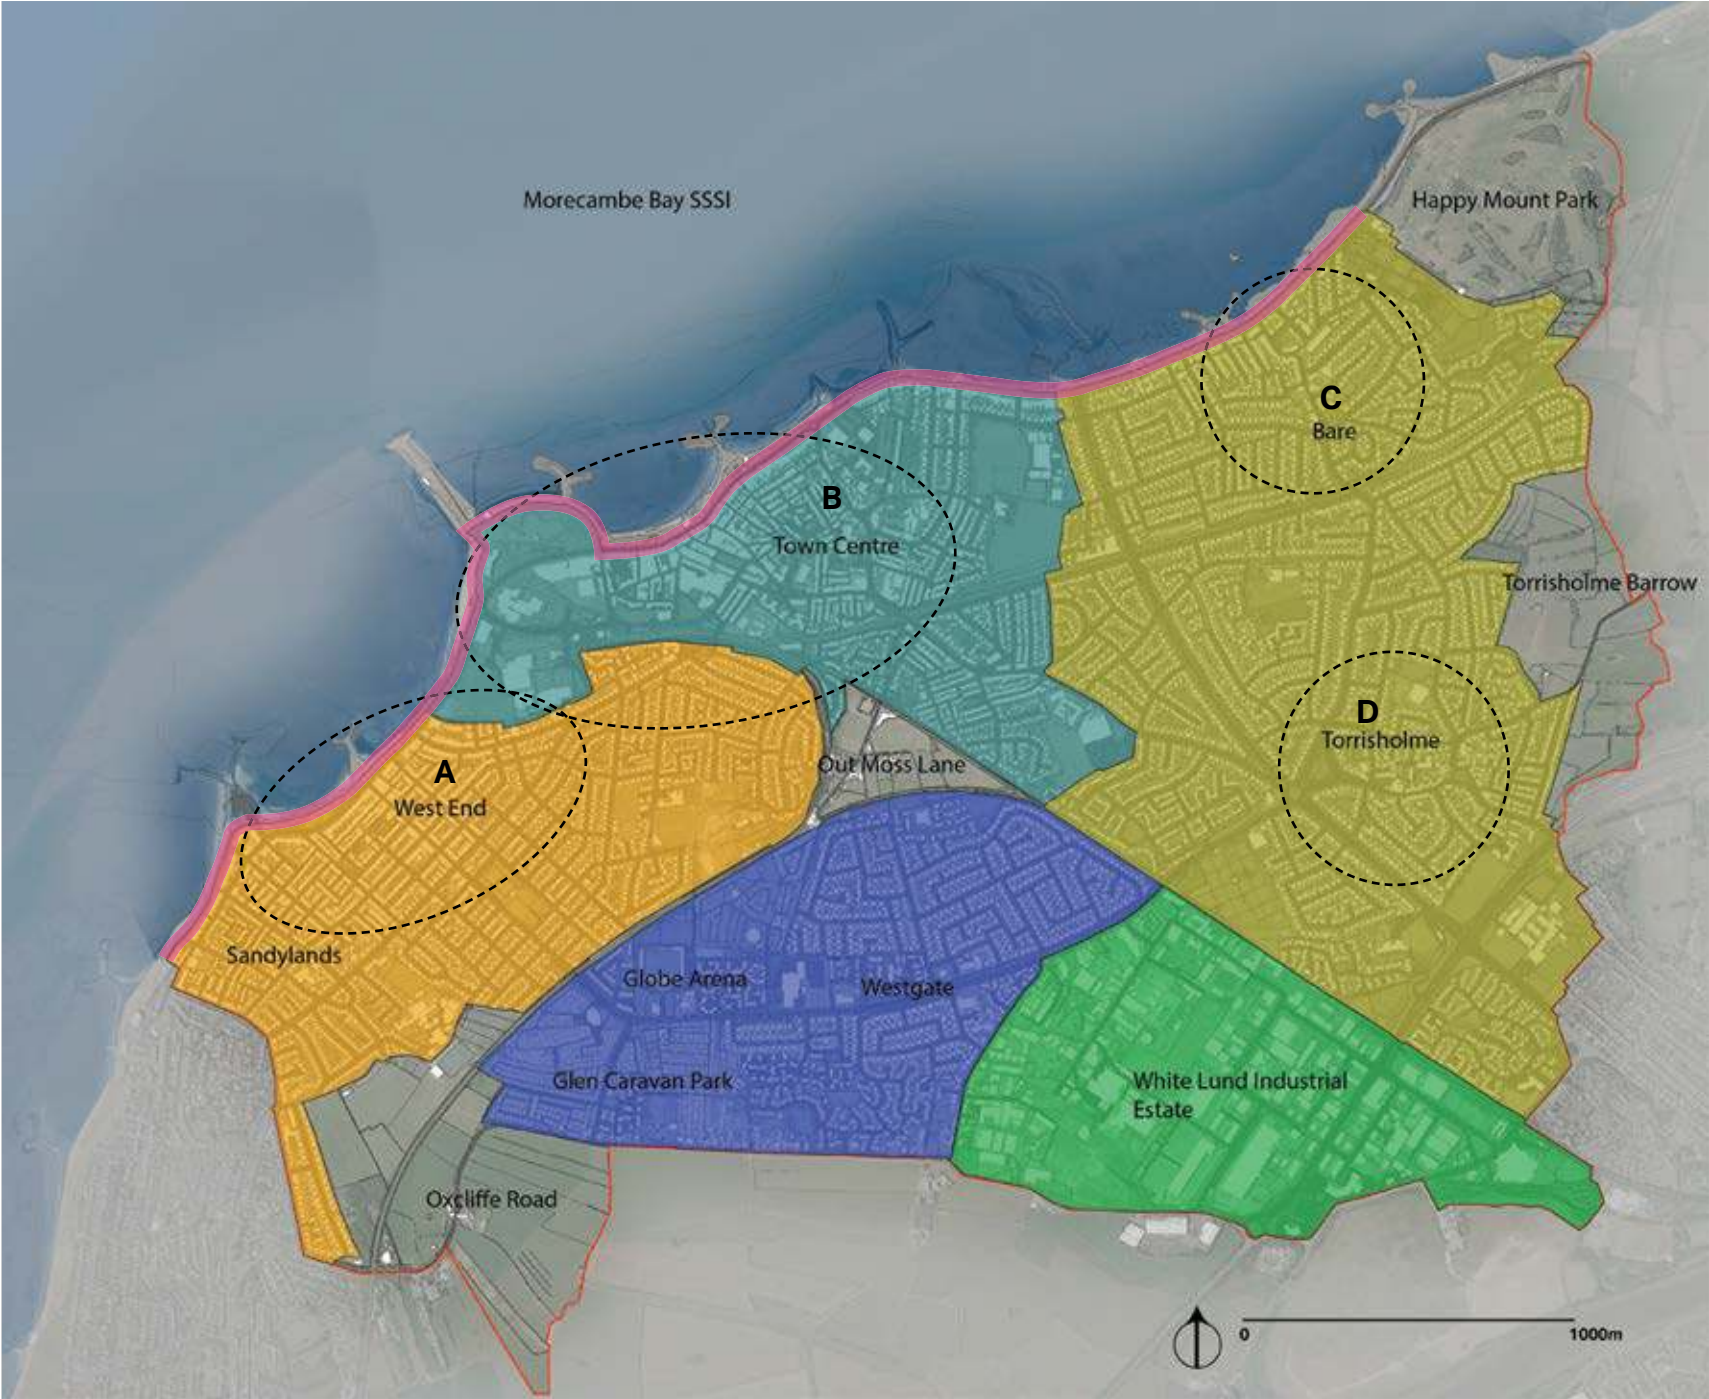 Morecambe Bay SSSI
Happy Mount Park
C
Bare
B
Town Centre
Torrisholme Barrow
D
Torrisholme
A
West End
Out Moss Lane
Sandylands
Globe Arena
Westgate
Glen Caravan Park
White Lund Industrial
Estate
Oxcliffe Road
0
1000m